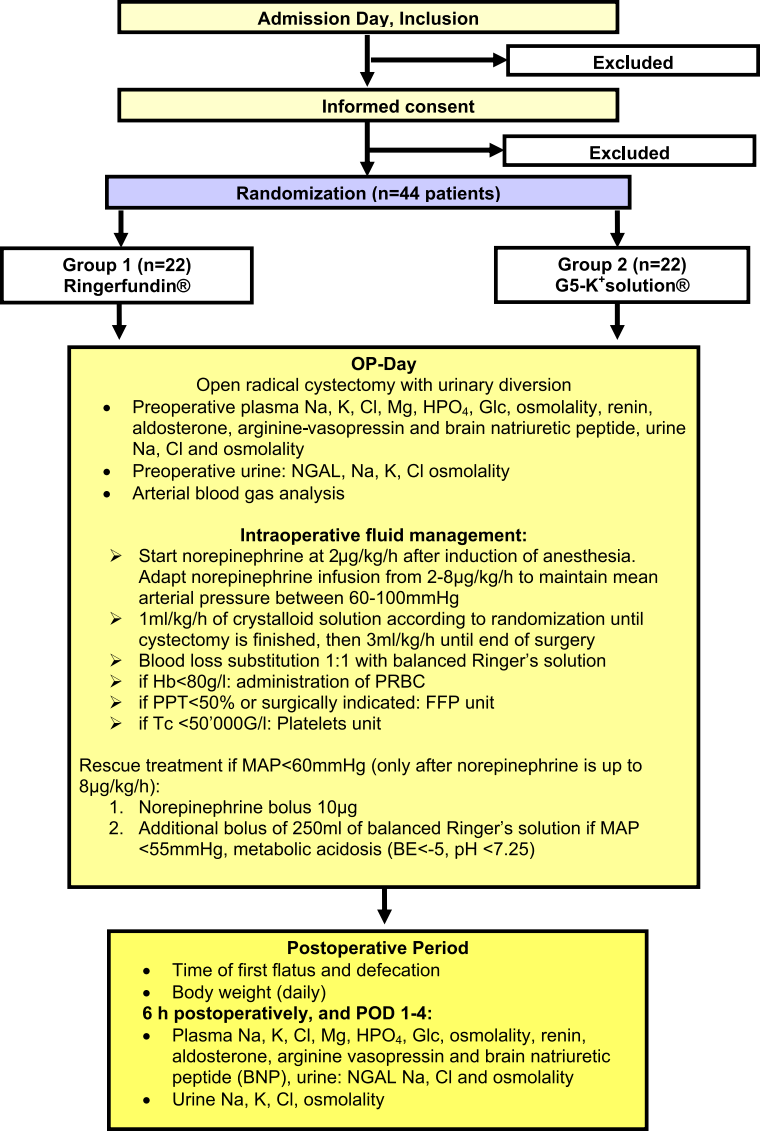 Admission Day, Inclusion
Excluded
Informed consent
Excluded
Randomization (n=44 patients)
Group 1 (n=22)
Ringerfundin®
Group 2 (n=22)
G5-K⁺solution®
OP-Day
Open radical cystectomy with urinary diversion
• Preoperative plasma Na, K, Cl, Mg, HPO₄, Glc, osmolality, renin,
aldosterone, arginine-vasopressin and brain natriuretic peptide, urine
Na, Cl and osmolality
• Preoperative urine: NGAL, Na, K, Cl osmolality
• Arterial blood gas analysis
Intraoperative fluid management:
➢ Start norepinephrine at 2µg/kg/h after induction of anesthesia.
Adapt norepinephrine infusion from 2-8µg/kg/h to maintain mean
arterial pressure between 60-100mmHg
➢ 1ml/kg/h of crystalloid solution according to randomization until
cystectomy is finished, then 3ml/kg/h until end of surgery
➢ Blood loss substitution 1:1 with balanced Ringer’s solution
➢ if Hb<80g/l: administration of PRBC
➢ if PPT<50% or surgically indicated: FFP unit
➢ if Tc <50’000G/l: Platelets unit
Rescue treatment if MAP<60mmHg (only after norepinephrine is up to
8µg/kg/h):
1. Norepinephrine bolus 10µg
2. Additional bolus of 250ml of balanced Ringer’s solution if MAP
<55mmHg, metabolic acidosis (BE<-5, pH <7.25)
Postoperative Period
• Time of first flatus and defecation
• Body weight (daily)
6 h postoperatively, and POD 1-4:
• Plasma Na, K, Cl, Mg, HPO₄, Glc, osmolality, renin,
aldosterone, arginine vasopressin and brain natriuretic
peptide (BNP), urine: NGAL Na, Cl and osmolality
• Urine Na, K, Cl, osmolality